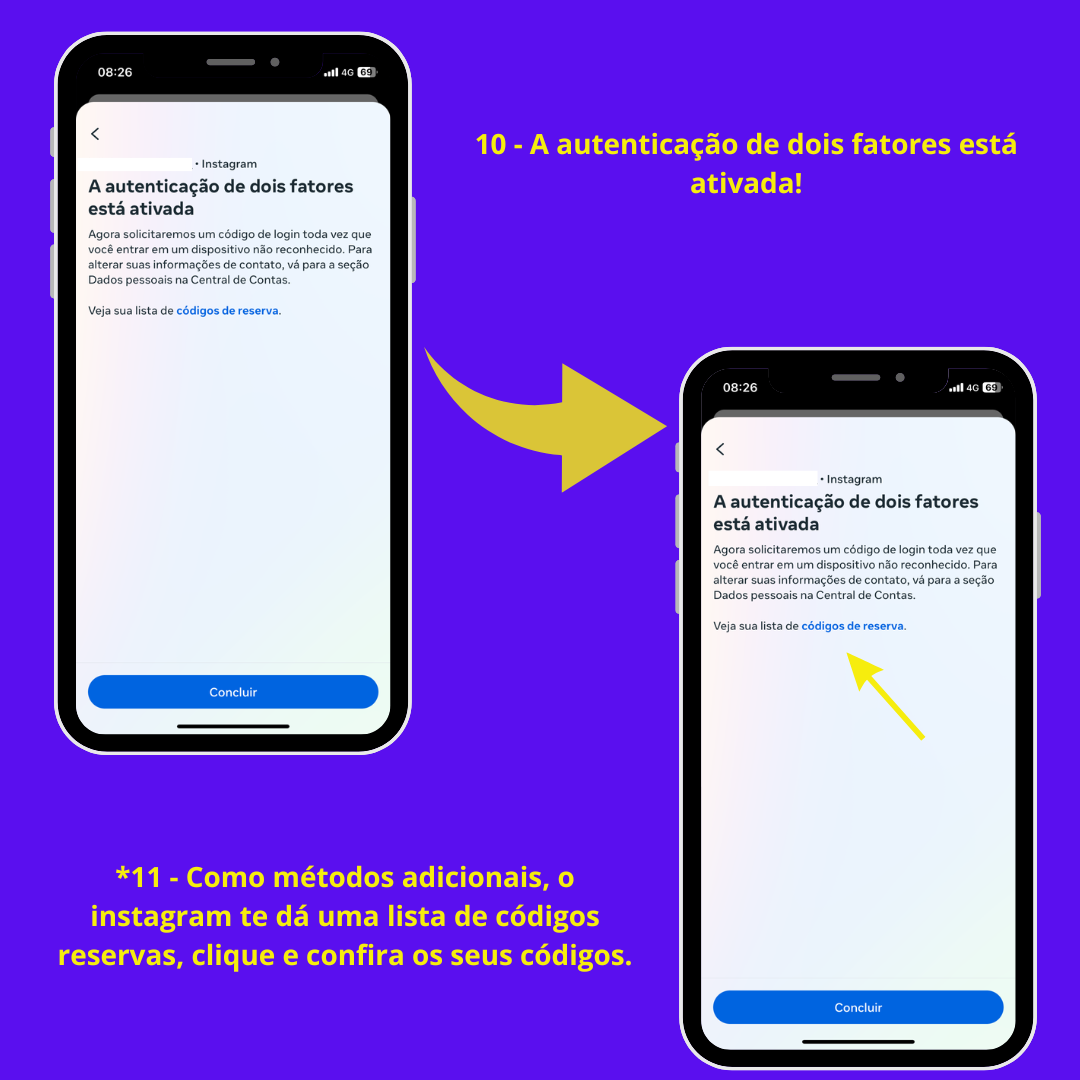 08:26
4G 69
• Instagram
A autenticação de dois fatores
está ativada
Agora solicitaremos um código de login toda vez que
você entrar em um dispositivo não reconhecido. Para
alterar suas informações de contato, vá para a seção
Dados pessoais na Central de Contas.
Veja sua lista de códigos de reserva.
Concluir
10 - A autenticação de dois fatores está
ativada!
08:26
4G 69
• Instagram
A autenticação de dois fatores
está ativada
Agora solicitaremos um código de login toda vez que
você entrar em um dispositivo não reconhecido. Para
alterar suas informações de contato, vá para a seção
Dados pessoais na Central de Contas.
Veja sua lista de códigos de reserva.
Concluir
*11 - Como métodos adicionais, o
instagram te dá uma lista de códigos
reservas, clique e confira os seus códigos.